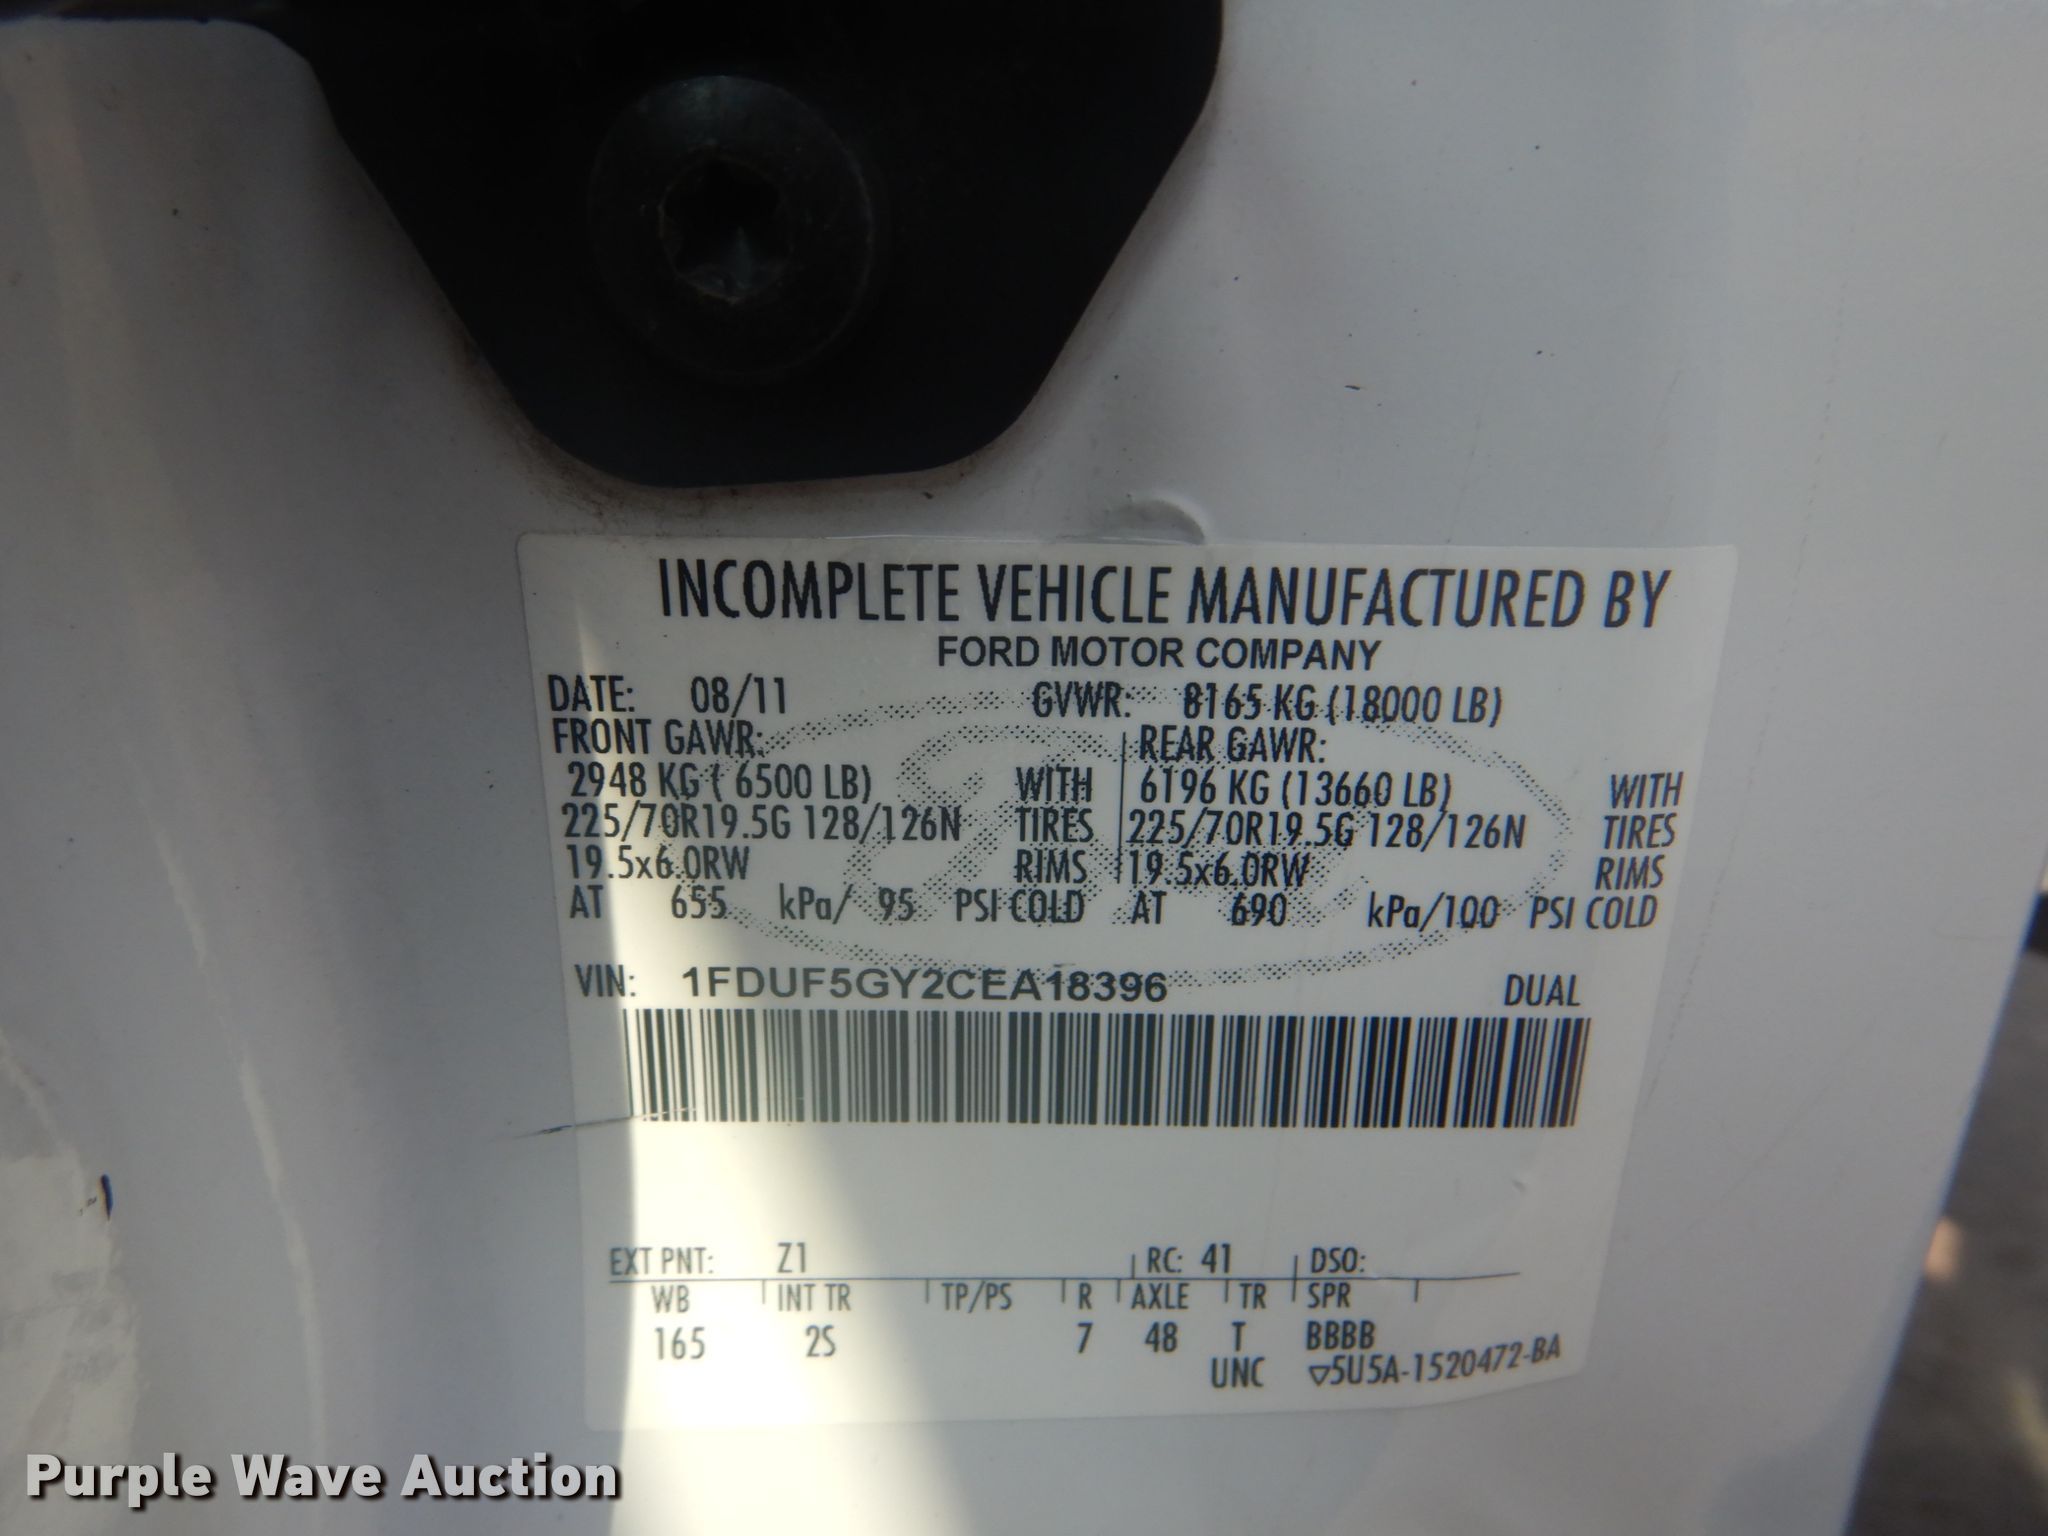 INCOMPLETE VEHICLE MANUFACTURED BY
FORD MOTOR COMPANY
DATE: 08/11 GVWR: 8165 KG (18000 LB)
FRONT GAWR: REAR GAWR:
2948 KG ( 6500 LB) WITH 6196 KG (13660 LB) WITH
225/70R19.5G 128/126N TIRES 225/70R19.5G 128/126N TIRES
19.5x6.0RW RIMS 19.5x6.0RW RIMS
AT 655 kPa/ 95 PSI COLD AT 690 kPa/100 PSI COLD
VIN: 1FDUF5GY2CEA18396 DUAL
EXT PNT: Z1 RC: 41 DSO:
WB INT TR TP/PS R AXLE TR SPR
165 2S 7 48 T BBBB
UNC ▽5U5A-1520472-BA
Purple Wave Auction